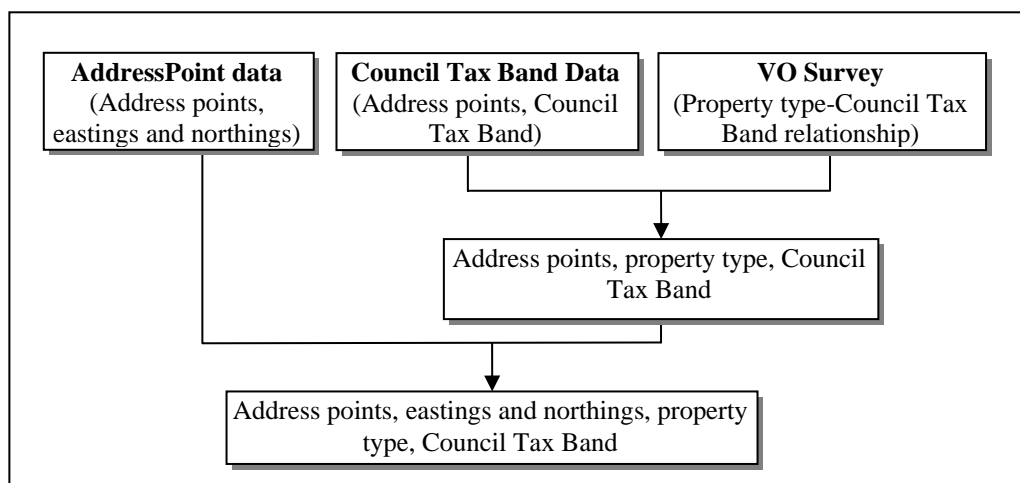 AddressPoint data
(Address points,
eastings and northings)
Council Tax Band Data
(Address points, Council
Tax Band)
VO Survey
(Property type-Council Tax
Band relationship)
Address points, property type, Council
Tax Band
Address points, eastings and northings, property
type, Council Tax Band